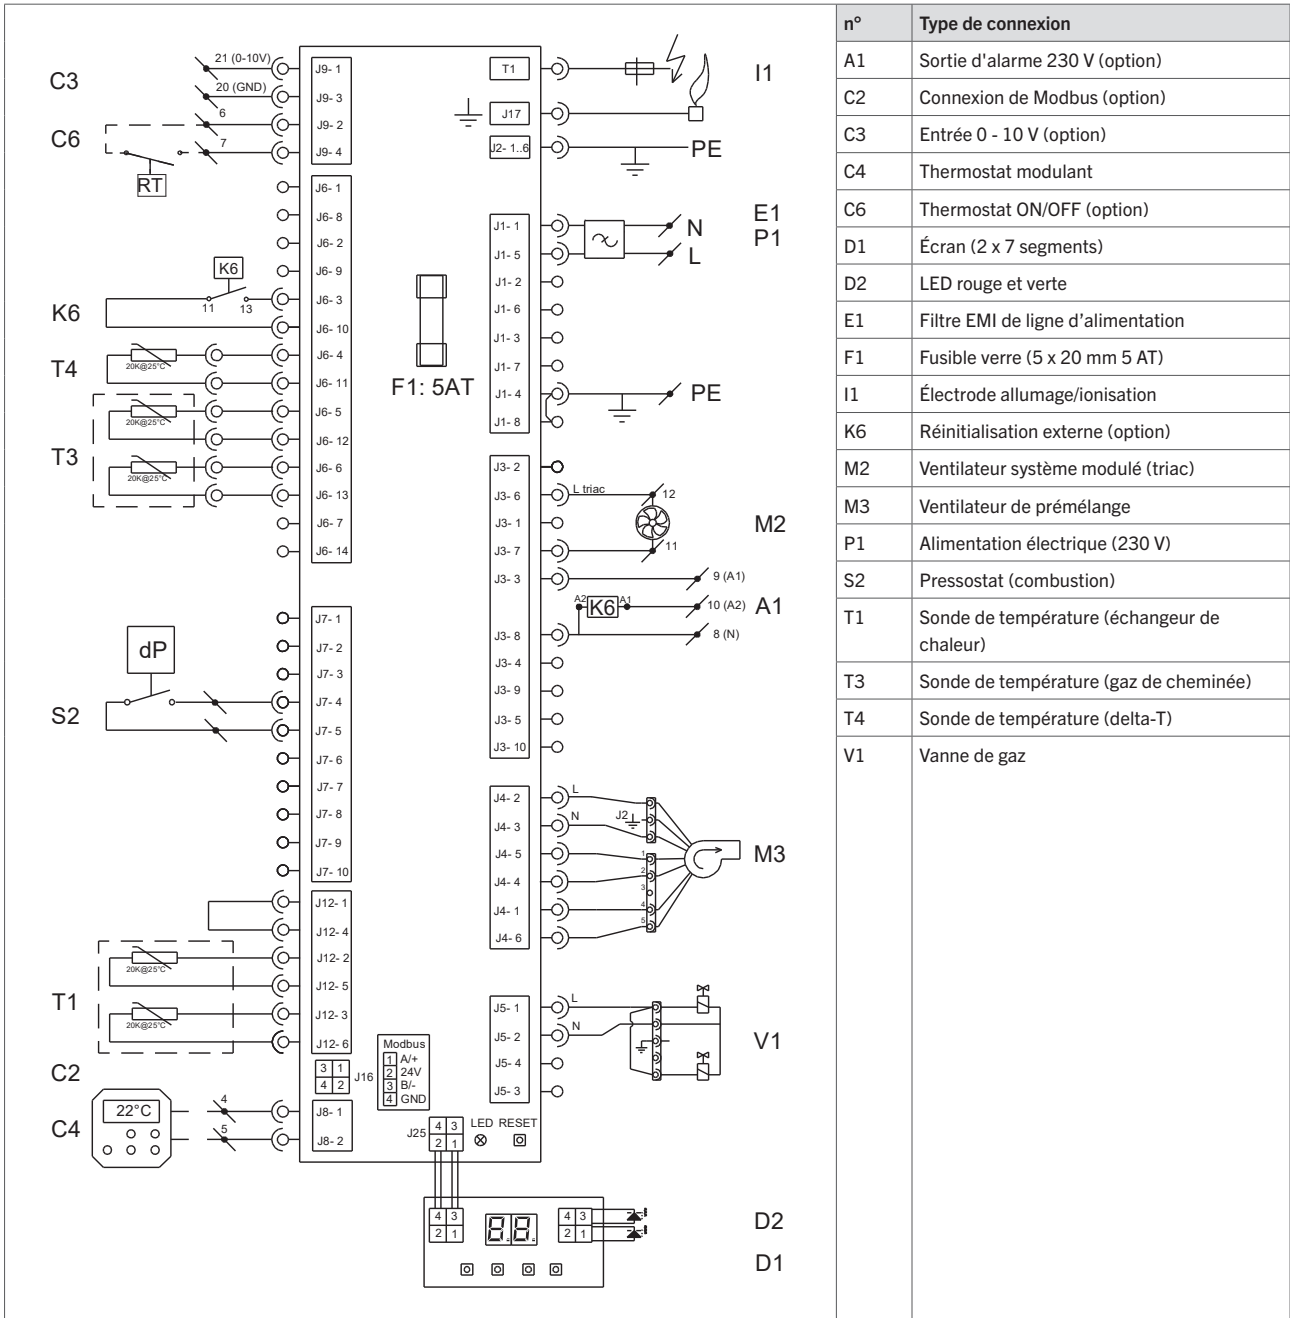 C3
21 (0-10V)
20 (GND)
6
C6
7
RT
J9- 1
J9- 3
J9- 2
J9- 4
J6- 1
J6- 8
J6- 2
J6- 9
J6- 3
J6- 10
J6- 4
J6- 11
J6- 5
J6- 12
J6- 6
J6- 13
J6- 7
J6- 14
K6
11 13
K6
T4
20K@25°C
T3
20K@25°C
20K@25°C
J7- 1
J7- 2
J7- 3
J7- 4
J7- 5
J7- 6
J7- 7
J7- 8
J7- 9
J7- 10
dP
S2
J12- 1
J12- 4
J12- 2
J12- 5
J12- 3
J12- 6
T1
20K@25°C
20K@25°C
C2
3 1
4 2
J16
Modbus
1 A/+
2 24V
3 B/-
4 GND
C4
22°C
4
5
J8- 1
J8- 2
J25
4 3
2 1
LED RESET
F1: 5AT
T1
J17
J2- 1..6
I1
PE
J1- 1
J1- 5
J1- 2
J1- 6
J1- 3
J1- 7
J1- 4
J1- 8
N
L
E1
P1
PE
J3- 2
J3- 6
J3- 1
J3- 7
J3- 3
J3- 8
J3- 4
J3- 9
J3- 5
J3- 10
L triac
12
11
M2
9 (A1)
A2 K6 A1
10 (A2)
8 (N)
A1
J4- 2
J4- 3
J4- 5
J4- 4
J4- 1
J4- 6
L
N
J2
1
2
3
4
5
M3
J5- 1
J5- 2
J5- 4
J5- 3
L
N
V1
4 3
2 1
8.8.
4 3
2 1
D2
D1
n° Type de connexion
A1 Sortie d'alarme 230 V (option)
C2 Connexion de Modbus (option)
C3 Entrée 0 - 10 V (option)
C4 Thermostat modulant
C6 Thermostat ON/OFF (option)
D1 Écran (2 x 7 segments)
D2 LED rouge et verte
E1 Filtre EMI de ligne d’alimentation
F1 Fusible verre (5 x 20 mm 5 AT)
I1 Électrode allumage/ionisation
K6 Réinitialisation externe (option)
M2 Ventilateur système modulé (triac)
M3 Ventilateur de prémélange
P1 Alimentation électrique (230 V)
S2 Pressostat (combustion)
T1 Sonde de température (échangeur de
chaleur)
T3 Sonde de température (gaz de cheminée)
T4 Sonde de température (delta-T)
V1 Vanne de gaz